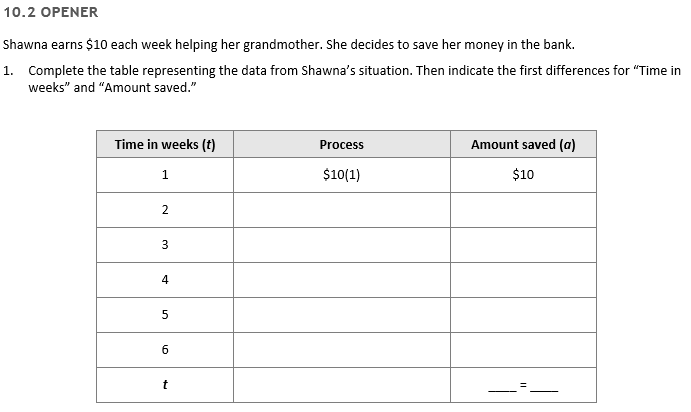 10.2 OPENER
Shawna earns $10 each week helping her grandmother. She decides to save her money in the bank.
1. Complete the table representing the data from Shawna’s situation. Then indicate the first differences for “Time in
weeks” and “Amount saved.”
Time in weeks (t) Process Amount saved (a)
1 $10(1) $10
2
3
4
5
6
t ____ = ____